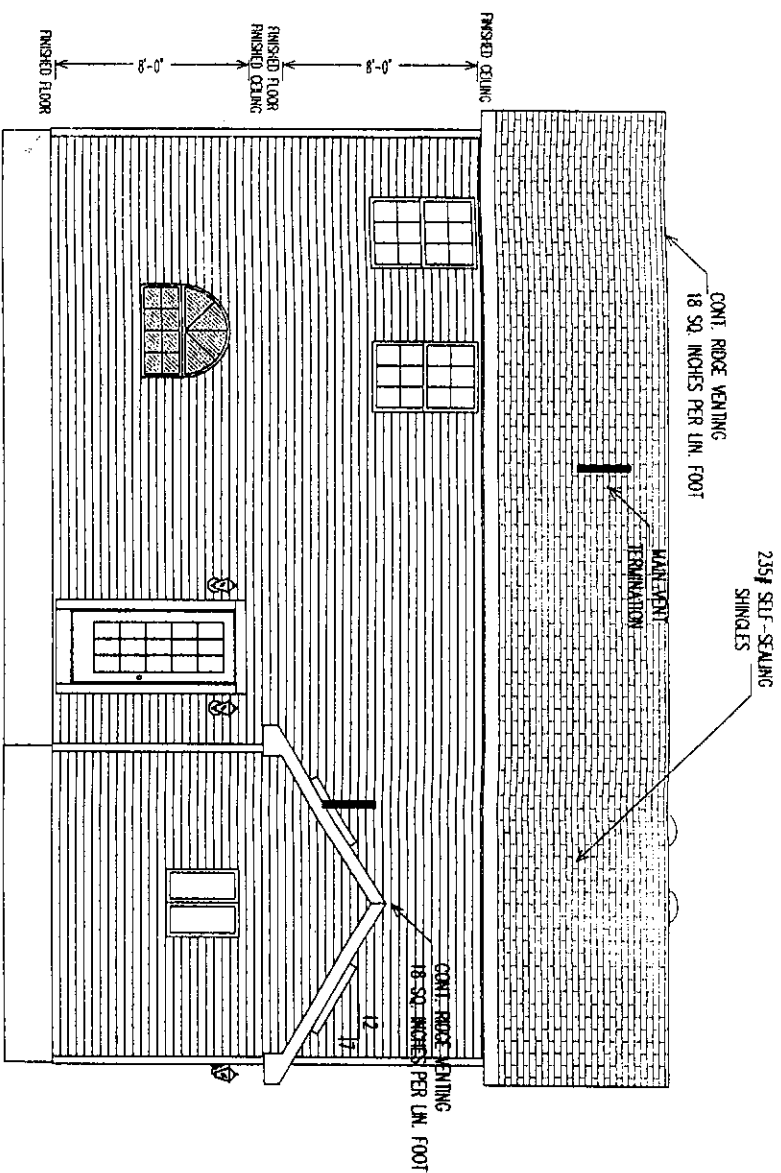 235# SELF-SEALING
SHINGLES
CONT. RIDGE VENTING
18 SQ. INCHES PER LIN. FOOT
MAIN VENT
TERMINATION
CONT. RIDGE VENTING
18 SQ. INCHES PER LIN. FOOT
12
17
FINISHED CEILING
8'-0"
FINISHED FLOOR
FINISHED CEILING
8'-0"
FINISHED FLOOR